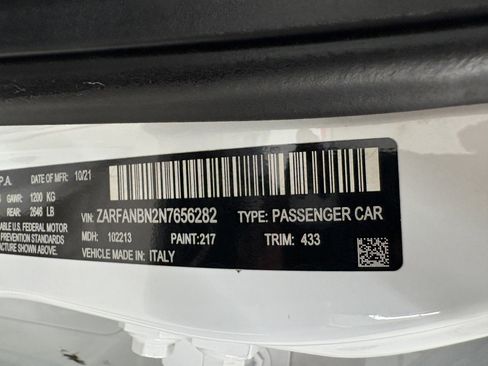 .P.A. DATE OF MFR: 10/21
GAWR: 1200 KG
REAR: 2646 LB
VIN: ZARFANBN2N7656282 TYPE: PASSENGER CAR
ABLE U.S. FEDERAL MOTOR
MDH: 102213 PAINT: 217 TRIM: 433
PREVENTION STANDARDS
FACTURE SHOWN ABOVE. VEHICLE MADE IN: ITALY